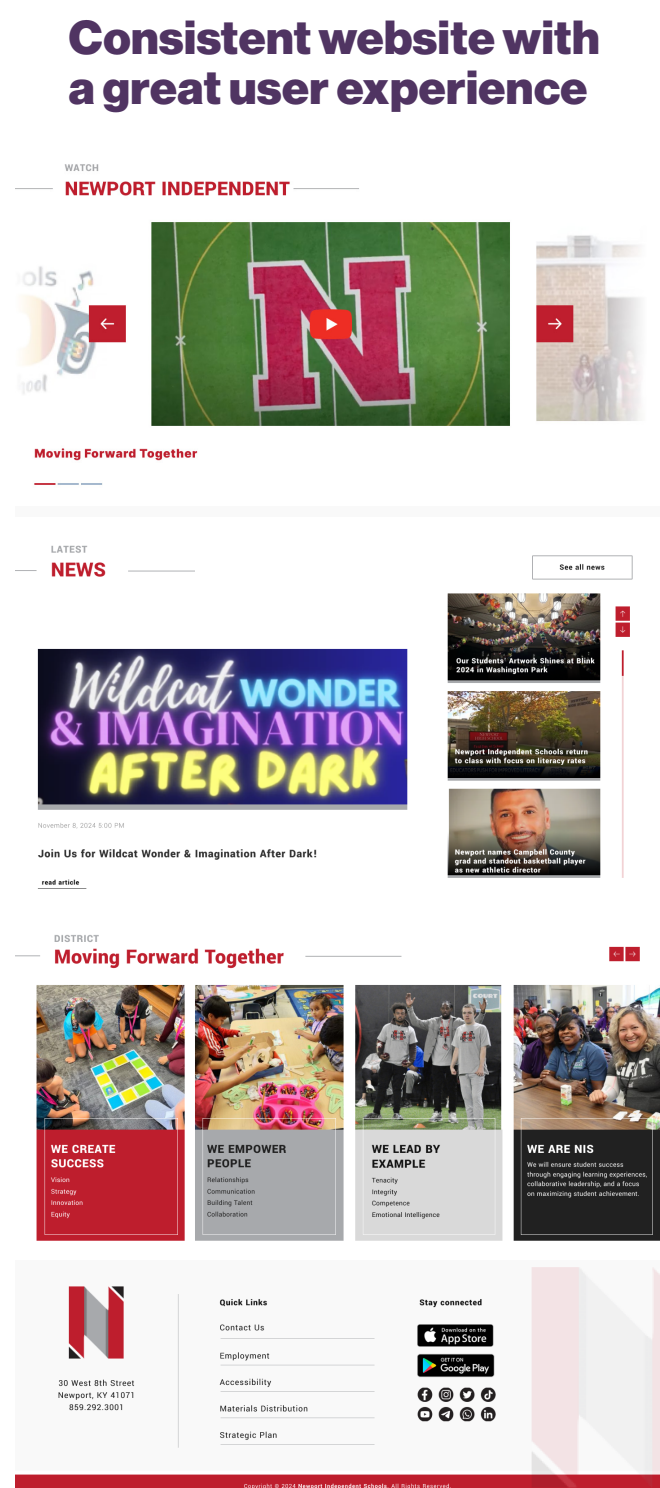 Consistent website with
a great user experience
WATCH
NEWPORT INDEPENDENT
ols
hool
N
Moving Forward Together
LATEST
NEWS
See all news
Wildcat WONDER
& IMAGINATION
AFTER DARK
November 8, 2024 5:00 PM
Join Us for Wildcat Wonder & Imagination After Dark!
read article
Our Students' Artwork Shines at Blink
2024 in Washington Park
Newport Independent Schools return
to class with focus on literacy rates
Newport names Campbell County
grad and standout basketball player
as new athletic director
DISTRICT
Moving Forward Together
COURT
WE CREATE
SUCCESS
Vision
Strategy
Innovation
Equity
WE EMPOWER
PEOPLE
Relationships
Communication
Building Talent
Collaboration
WE LEAD BY
EXAMPLE
Tenacity
Integrity
Competence
Emotional Intelligence
WE ARE NIS
We will ensure student success
through engaging learning experiences,
collaborative leadership, and a focus
on maximizing student achievement.
30 West 8th Street
Newport, KY 41071
859.292.3001
Quick Links
Contact Us
Employment
Accessibility
Materials Distribution
Strategic Plan
Stay connected
Download on the
App Store
GET IT ON
Google Play
Copyright © 2024 Newport Independent Schools. All Rights Reserved.